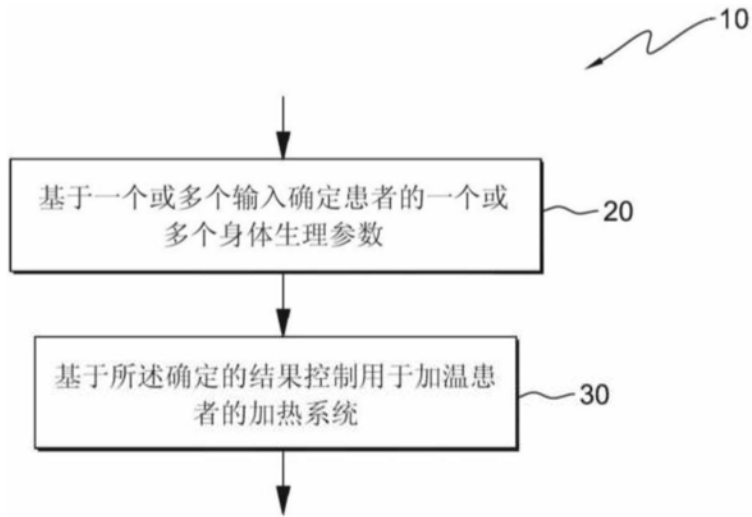 10
基于一个或多个输入确定患者的一个或
多个身体生理参数
20
基于所述确定的结果控制用于加温患
者的加热系统
30